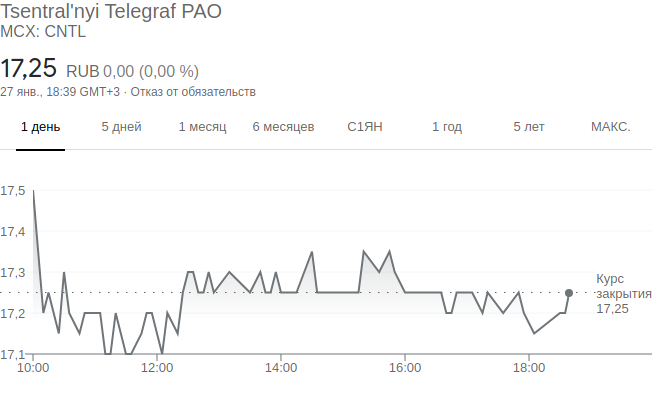 Tsentral'nyi Telegraf PAO
MCX: CNTL
17,25 RUB 0,00 (0,00 %)
27 янв., 18:39 GMT+3 · Отказ от обязательств
1 день 5 дней 1 месяц 6 месяцев С1ЯН 1 год 5 лет МАКС.
17,5
17,4
17,3
17,2
17,1
Курс
закрытия
17,25
10:00 12:00 14:00 16:00 18:00